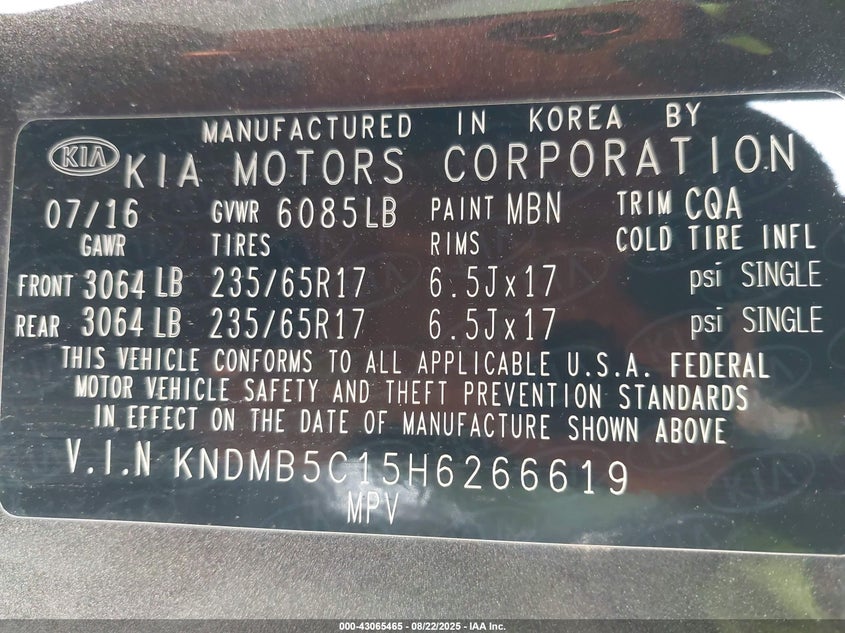 MANUFACTURED IN KOREA BY
KIA KIA MOTORS CORPORATION
07/16 GVWR 6085LB PAINT MBN TRIM CQA
GAWR TIRES RIMS COLD TIRE INFL
FRONT 3064 LB 235/65R17 6.5Jx17 psi SINGLE
REAR 3064 LB 235/65R17 6.5Jx17 psi SINGLE
THIS VEHICLE CONFORMS TO ALL APPLICABLE U.S.A. FEDERAL
MOTOR VEHICLE SAFETY AND THEFT PREVENTION STANDARDS
IN EFFECT ON THE DATE OF MANUFACTURE SHOWN ABOVE
V.I.N KNDMB5C15H6266619
MPV
000-43065465 - 08/22/2025 - IAA Inc.